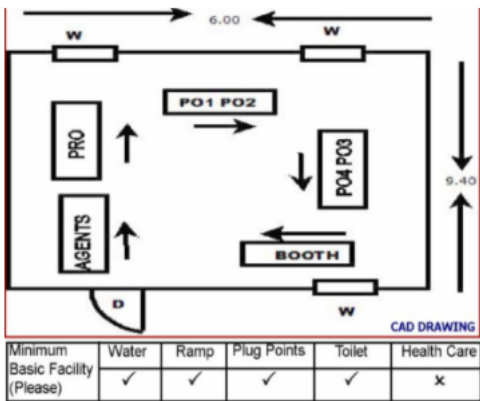 6.00
W
W
PO1 PO2
PRO
PO4 PO3
9.40
AGENTS
BOOTH
D
W
CAD DRAWING
Minimum Basic Facility (Please) Water Ramp Plug Points Toilet Health Care
✓ ✓ ✓ ✓ x